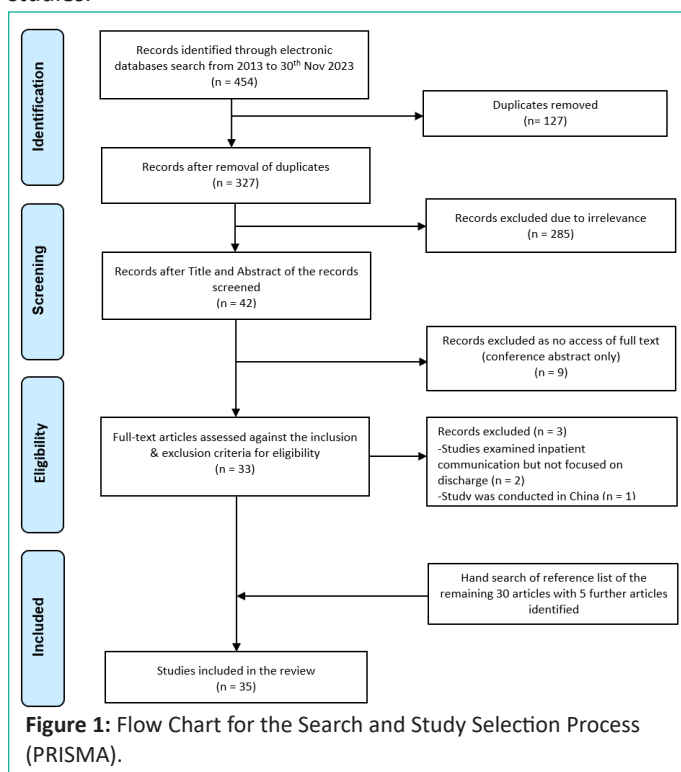 studies.
Identification
Records identified through electronic
databases search from 2013 to 30th Nov 2023
(n = 454)
Duplicates removed
(n= 127)
Records after removal of duplicates
(n = 327)
Screening
Records excluded due to irrelevance
(n = 285)
Records after Title and Abstract of the records
screened
(n = 42)
Records excluded as no access of full text
(conference abstract only)
(n = 9)
Eligibility
Full-text articles assessed against the inclusion
& exclusion criteria for eligibility
(n = 33)
Records excluded (n = 3)
-Studies examined inpatient
communication but not focused on
discharge (n = 2)
-Study was conducted in China (n = 1)
Included
Hand search of reference list of the
remaining 30 articles with 5 further articles
identified
Studies included in the review
(n = 35)
Figure 1: Flow Chart for the Search and Study Selection Process
(PRISMA).